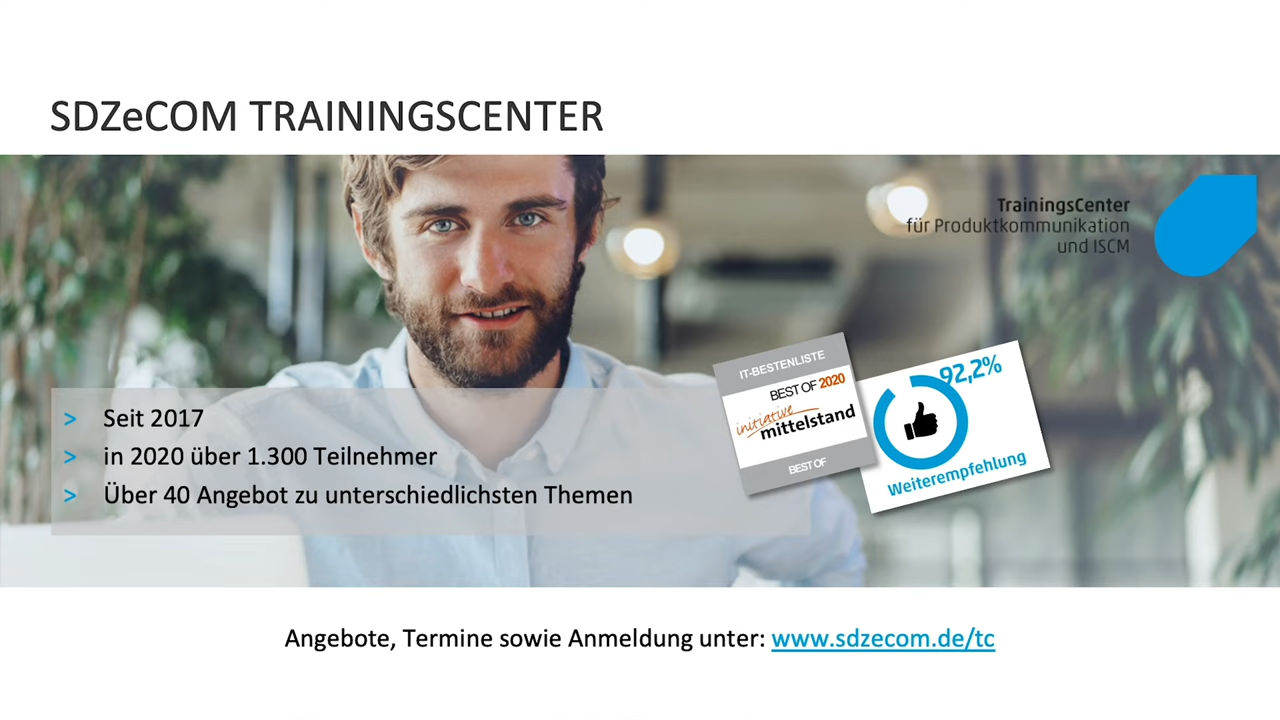 SDZeCOM TRAININGSCENTER
TrainingsCenter
für Produktkommunikation
und ISCM
IT-BESTENLISTE
BEST OF 2020
initiative
mittelstand
BEST OF
92,2%
Weiterempfehlung
> Seit 2017
> in 2020 über 1.300 Teilnehmer
> Über 40 Angebot zu unterschiedlichsten Themen
Angebote, Termine sowie Anmeldung unter: www.sdzecom.de/tc